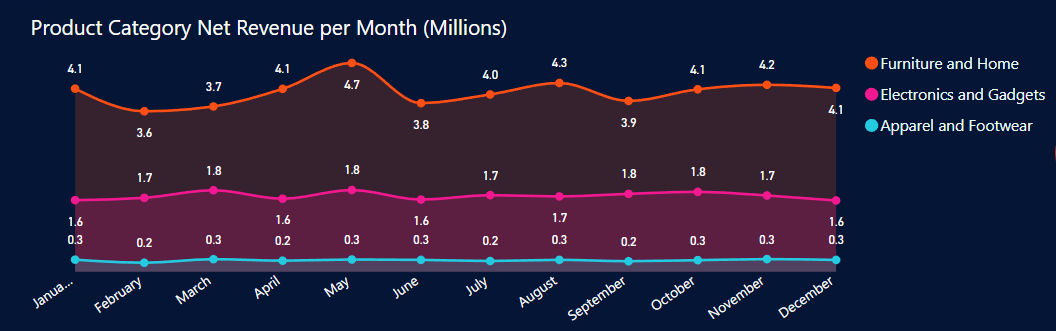 Product Category Net Revenue per Month (Millions)
Furniture and Home
Electronics and Gadgets
Apparel and Footwear
4.1
3.6
3.7
4.1
4.7
3.8
4.0
4.3
3.9
4.1
4.2
4.1
1.6
1.7
1.8
1.6
1.8
1.6
1.7
1.7
1.8
1.8
1.7
1.6
0.3
0.2
0.3
0.2
0.3
0.3
0.2
0.3
0.2
0.3
0.3
0.3
Janua...
February
March
April
May
June
July
August
September
October
November
December